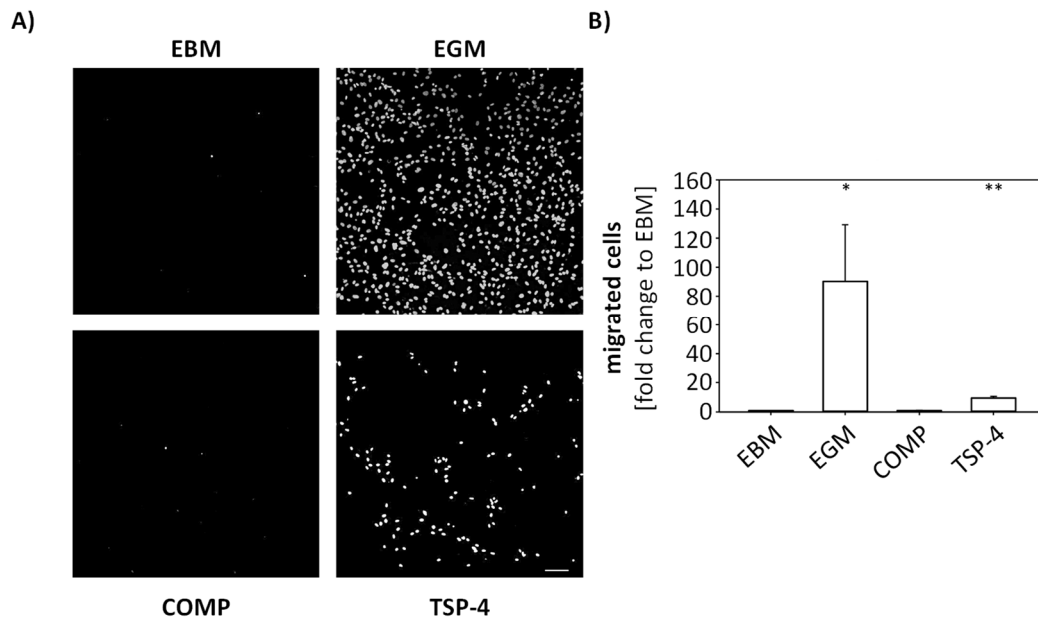 A)
EBM
EGM
COMP
TSP-4
B)
migrated cells
[fold change to EBM]
160
140
120
100
80
60
40
20
0
*
**
EBM
EGM
COMP
TSP-4